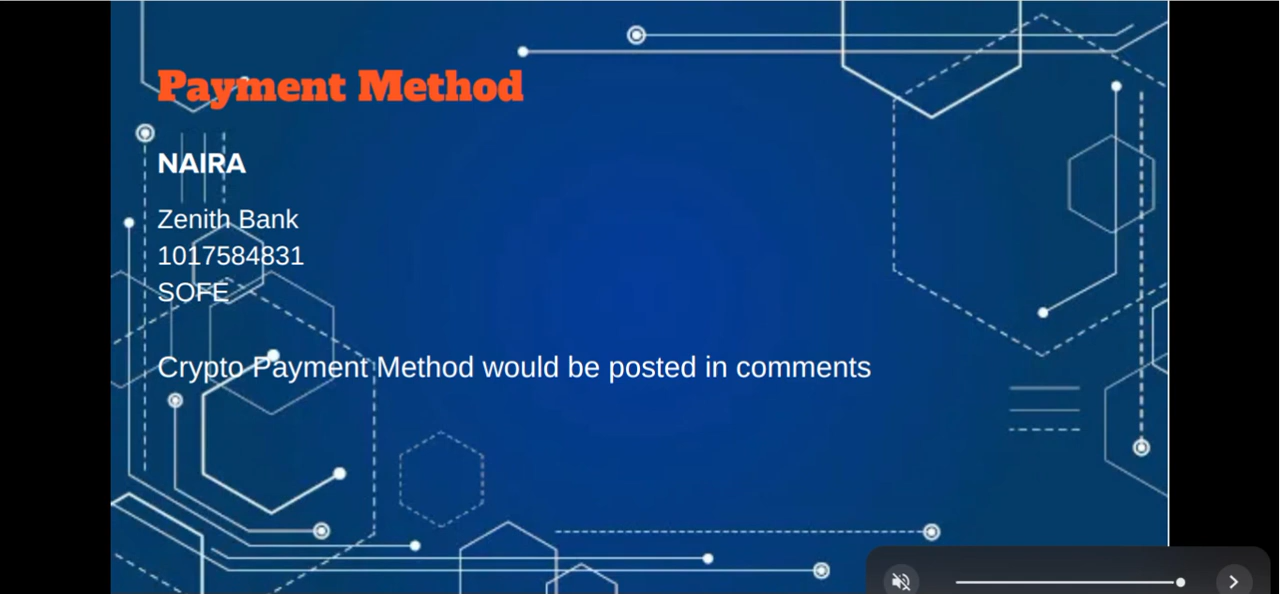 Payment Method
NAIRA
Zenith Bank
1017584831
SOFE
Crypto Payment Method would be posted in comments